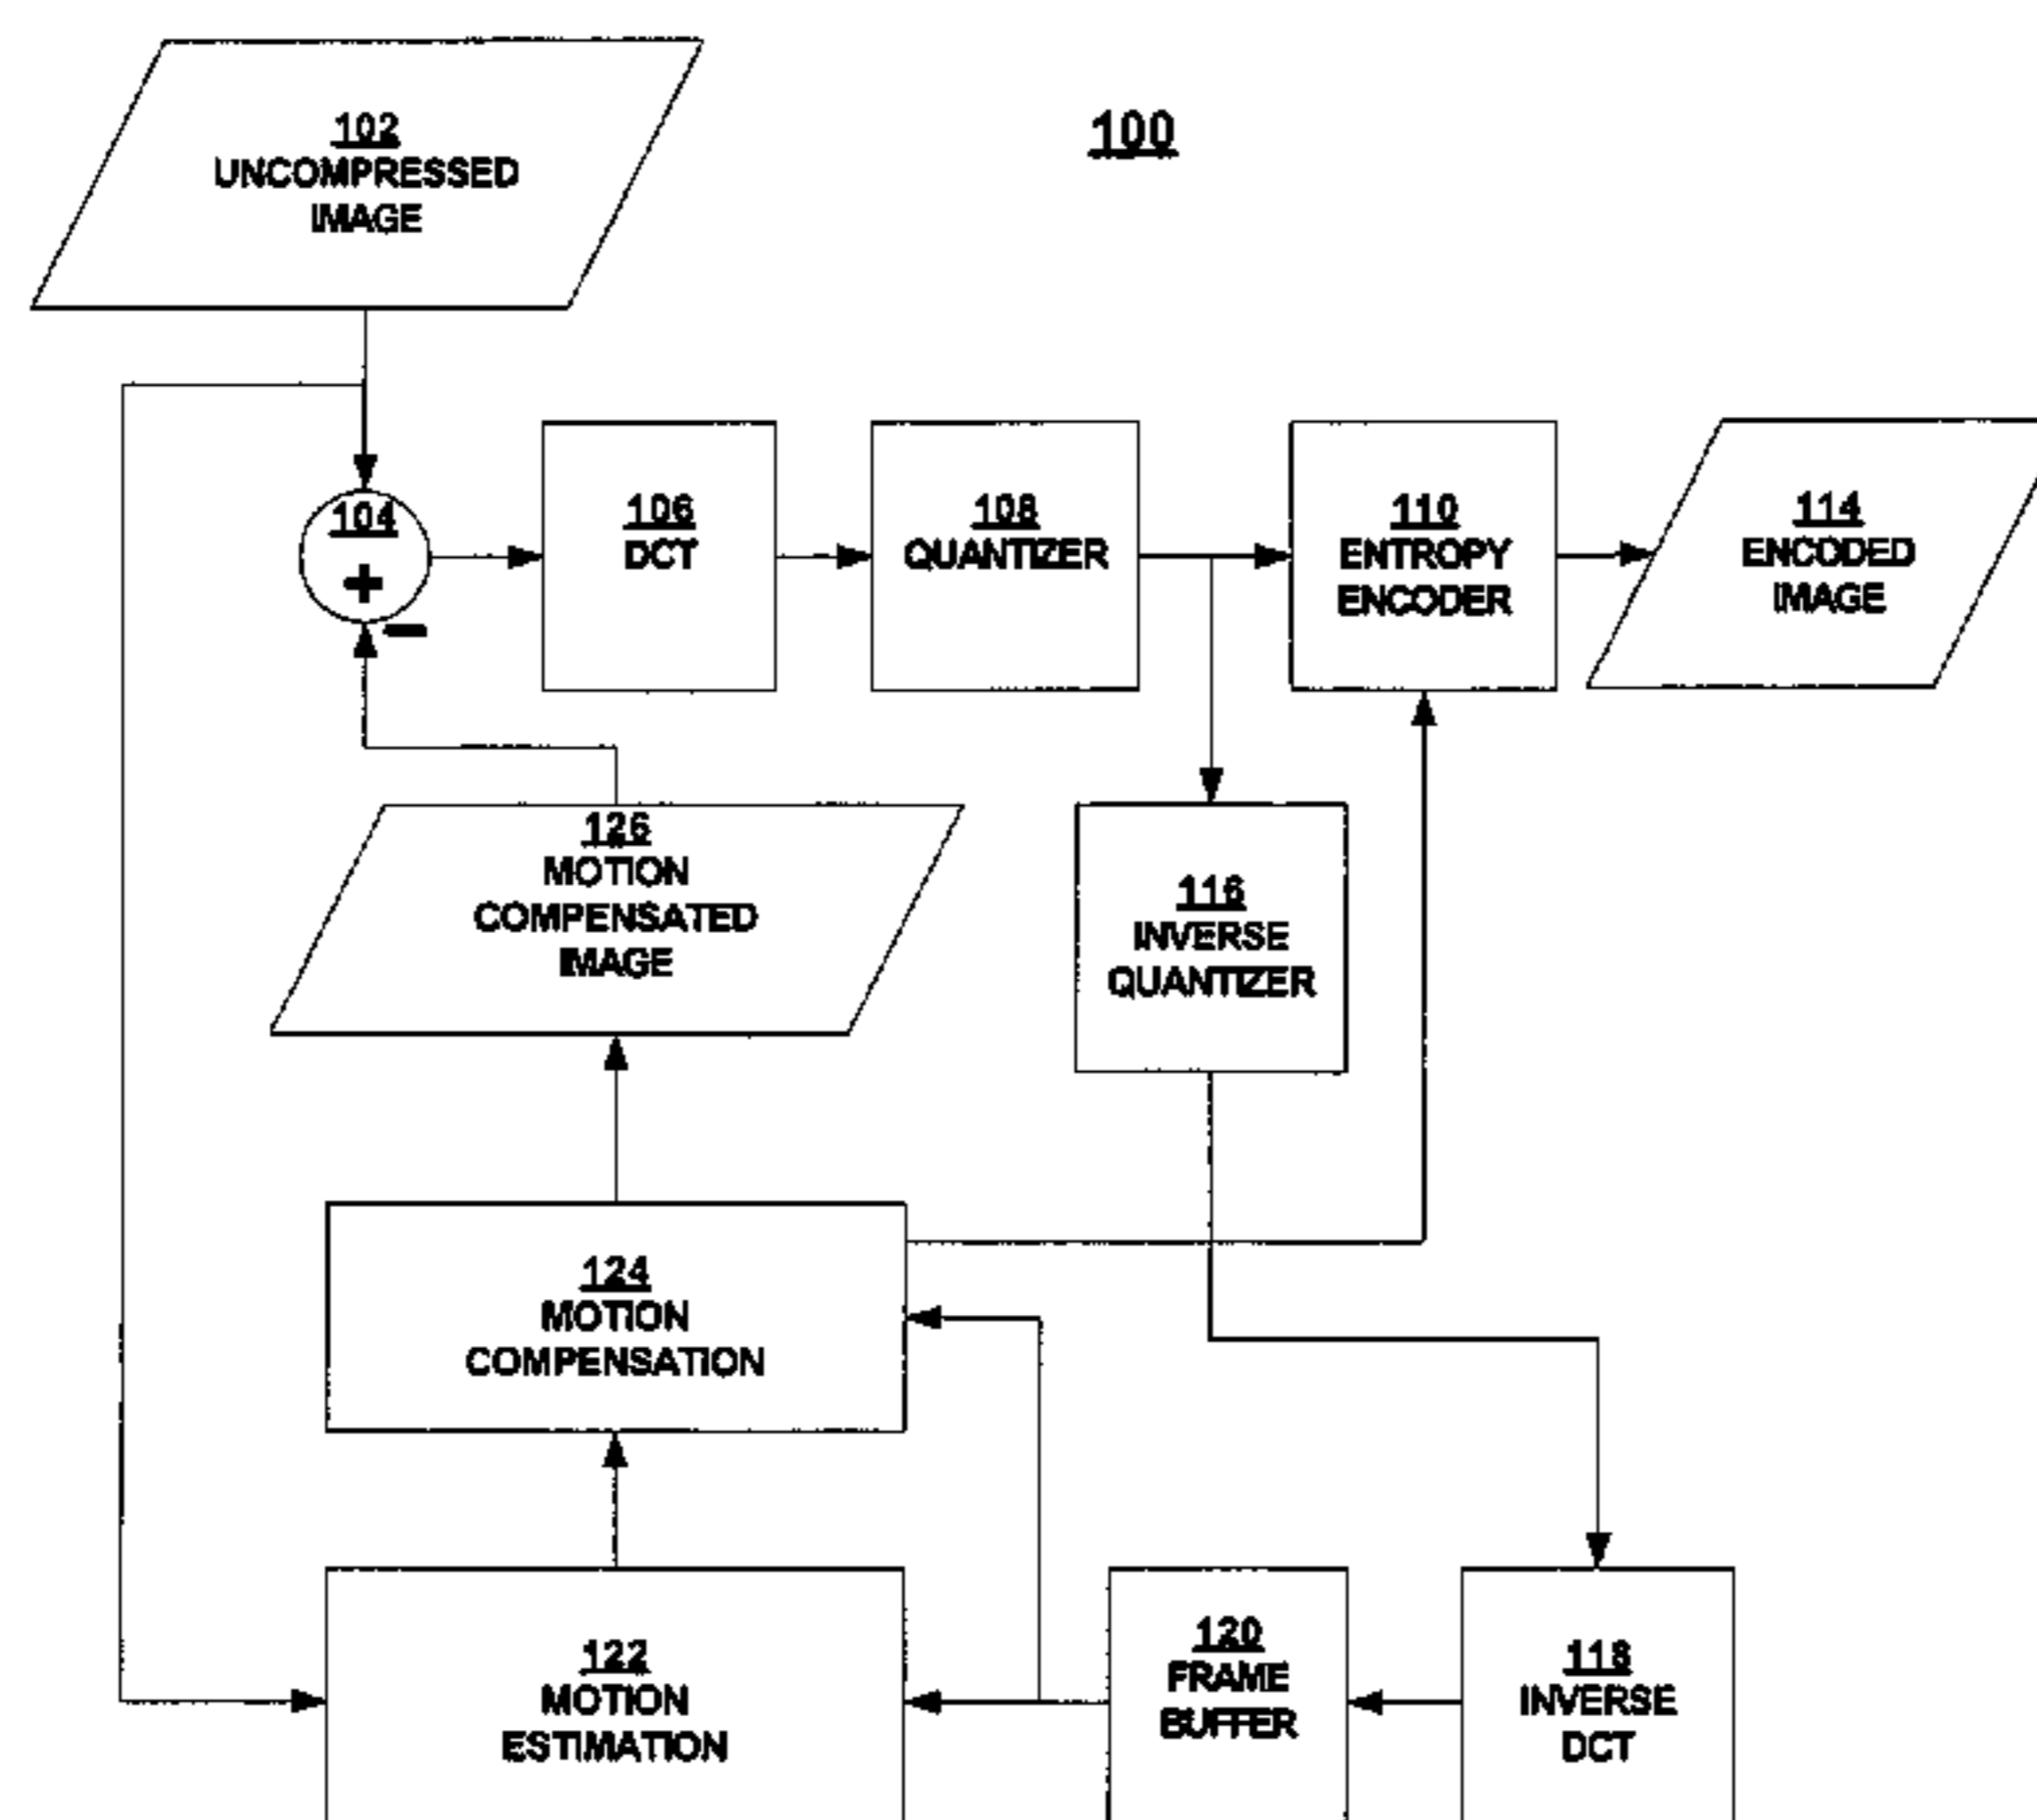 102
UNCOMPRESSED
IMAGE
100
104
+
-
106
DCT
108
QUANTIZER
110
ENTROPY
ENCODER
114
ENCODED
IMAGE
126
MOTION
COMPENSATED
IMAGE
116
INVERSE
QUANTIZER
124
MOTION
COMPENSATION
122
MOTION
ESTIMATION
120
FRAME
BUFFER
118
INVERSE
DCT